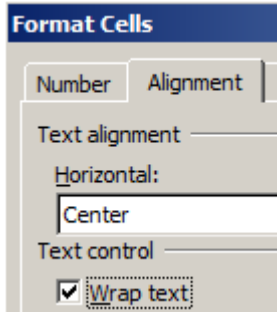 Format Cells
Number Alignment
Text alignment
Horizontal:
Center
Text control
Wrap text